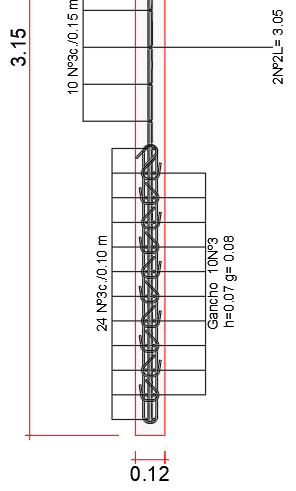 3.15
10 Nº3c./0.15 m
2Nº2L= 3.05
24 Nº3c./0.10 m
Gancho 10Nº3
h=0.07 g= 0.08
0.12